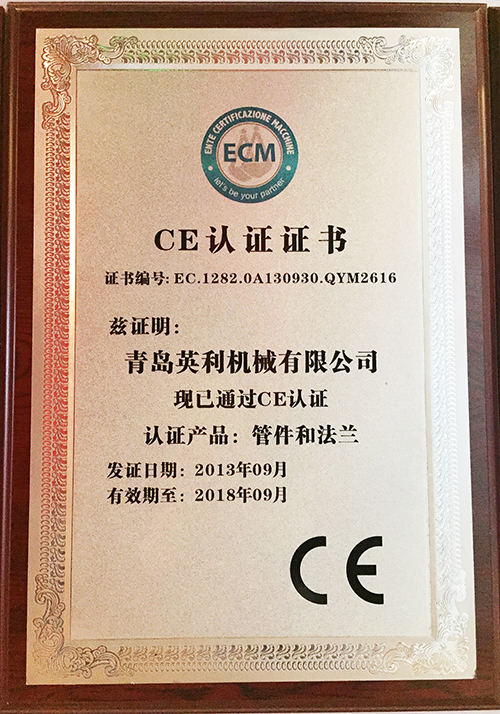 ENTE CERTIFICAZIONE MACCHINE
ECM
let's be your partner
CE认证证书
证书编号: EC.1282.0A130930.QYM2616
兹证明：
青岛英利机械有限公司
现已通过CE认证
认证产品：管件和法兰
发证日期：2013年09月
有效期至：2018年09月
CE